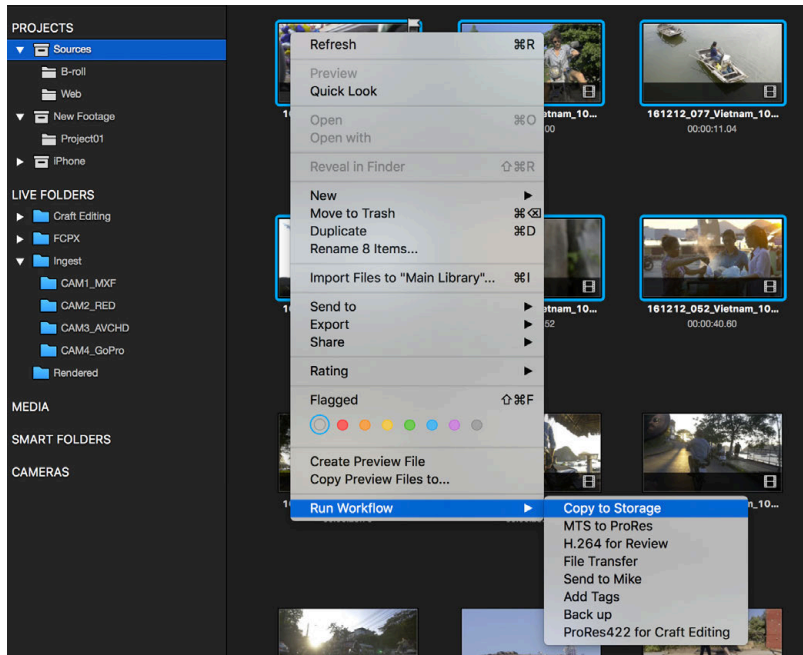 PROJECTS
Sources
B-roll
Web
New Footage
Project01
iPhone
LIVE FOLDERS
Craft Editing
FCPX
Ingest
CAM1_MXF
CAM2_RED
CAM3_AVCHD
CAM4_GoPro
Rendered
MEDIA
SMART FOLDERS
CAMERAS
Refresh ⌘R
Preview
Quick Look
Open ⌘O
Open with
Reveal in Finder ⇧⌘R
New ▶
Move to Trash ⌘⌫
Duplicate ⌘D
Rename 8 Items...
Import Files to "Main Library"... ⌘I
Send to ▶
Export ▶
Share ▶
Rating ▶
Flagged ⇧⌘F
Create Preview File
Copy Preview Files to...
Run Workflow ▶
Copy to Storage
MTS to ProRes
H.264 for Review
File Transfer
Send to Mike
Add Tags
Back up
ProRes422 for Craft Editing
161212_077_Vietnam_10...
00:00:11.04
161212_052_Vietnam_10...
00:00:40.60